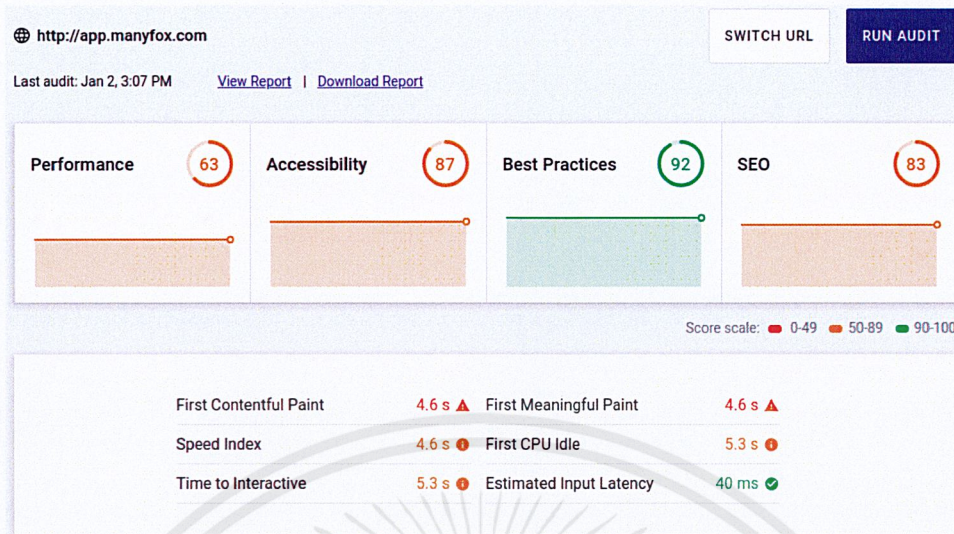 http://app.manyfox.com
SWITCH URL
RUN AUDIT
Last audit: Jan 2, 3:07 PM
View Report | Download Report
Performance 63
Accessibility 87
Best Practices 92
SEO 83
Score scale: 0-49 50-89 90-100
First Contentful Paint 4.6 s
First Meaningful Paint 4.6 s
Speed Index 4.6 s
First CPU Idle 5.3 s
Time to Interactive 5.3 s
Estimated Input Latency 40 ms